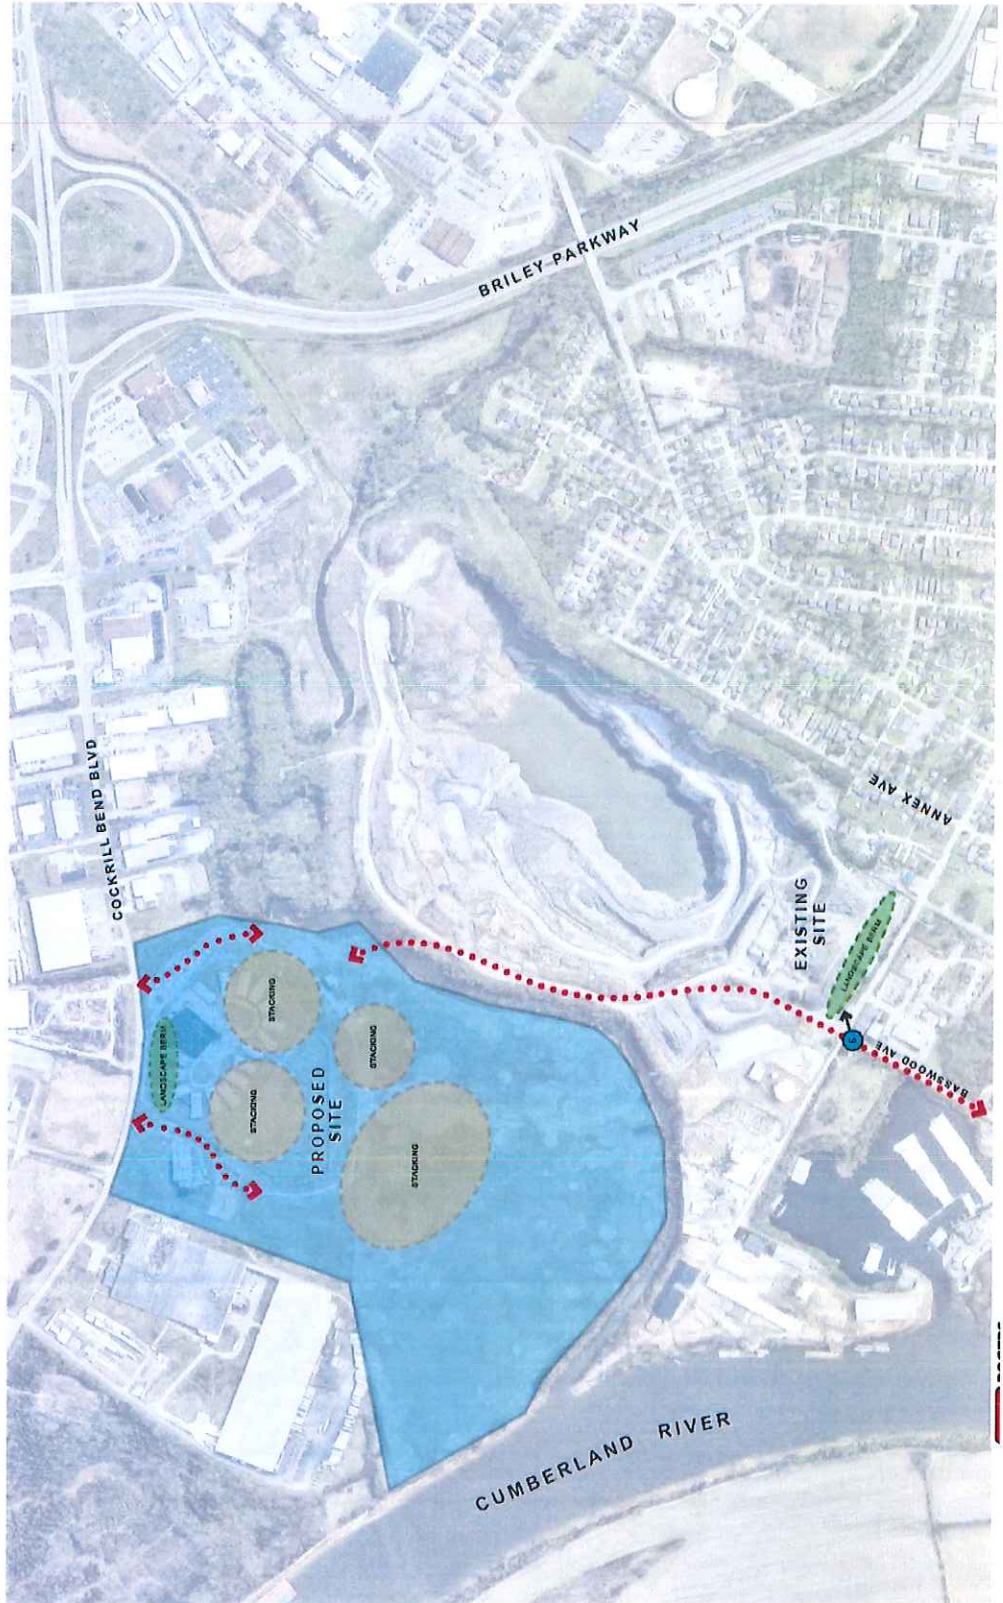 BRILEY PARKWAY
COCKRILL BEND BLVD
ANNEX AVE
EXISTING
SITE
LANDSCAPE BERM
BASSWOOD AVE
LANDSCAPE BERM
STACKING
STACKING
STACKING
PROPOSED
SITE
STACKING
CUMBERLAND RIVER